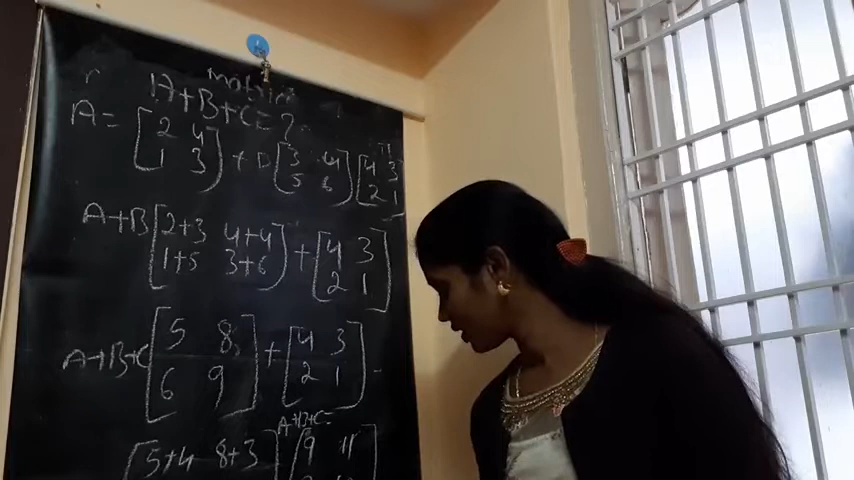 A+B+C=?
A= [2 4 + B [3 4 [4 3
1 3] 5 6] 2 1]
A+B [2+3 4+4 + [4 3
1+5 3+6] 2 1]
A+B+C [5 8 + [4 3
6 9] 2 1]
A+B+C=
[5+4 8+3] [9 11